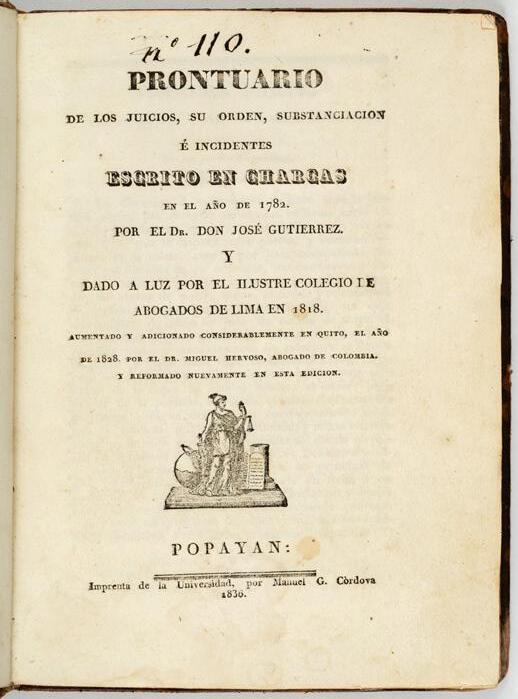 nº 110.
PRONTUARIO
DE LOS JUICIOS, SU ORDEN, SUBSTANCIACION
É INCIDENTES
ESCRITO EN CHARCAS
EN EL AÑO DE 1782.
POR EL DR. DON JOSÉ GUTIERREZ.
Y
DADO A LUZ POR EL ILUSTRE COLEGIO DE
ABOGADOS DE LIMA EN 1818.
AUMENTADO Y ADICIONADO CONSIDERABLEMENTE EN QUITO, EL AÑO
DE 1828. POR EL DR. MIGUEL HERVOSO, ABOGADO DE COLOMBIA.
Y REFORMADO NUEVAMENTE EN ESTA EDICION.
POPAYAN:
Imprenta de la Universidad, por Manuel G. Còrdova
1836.